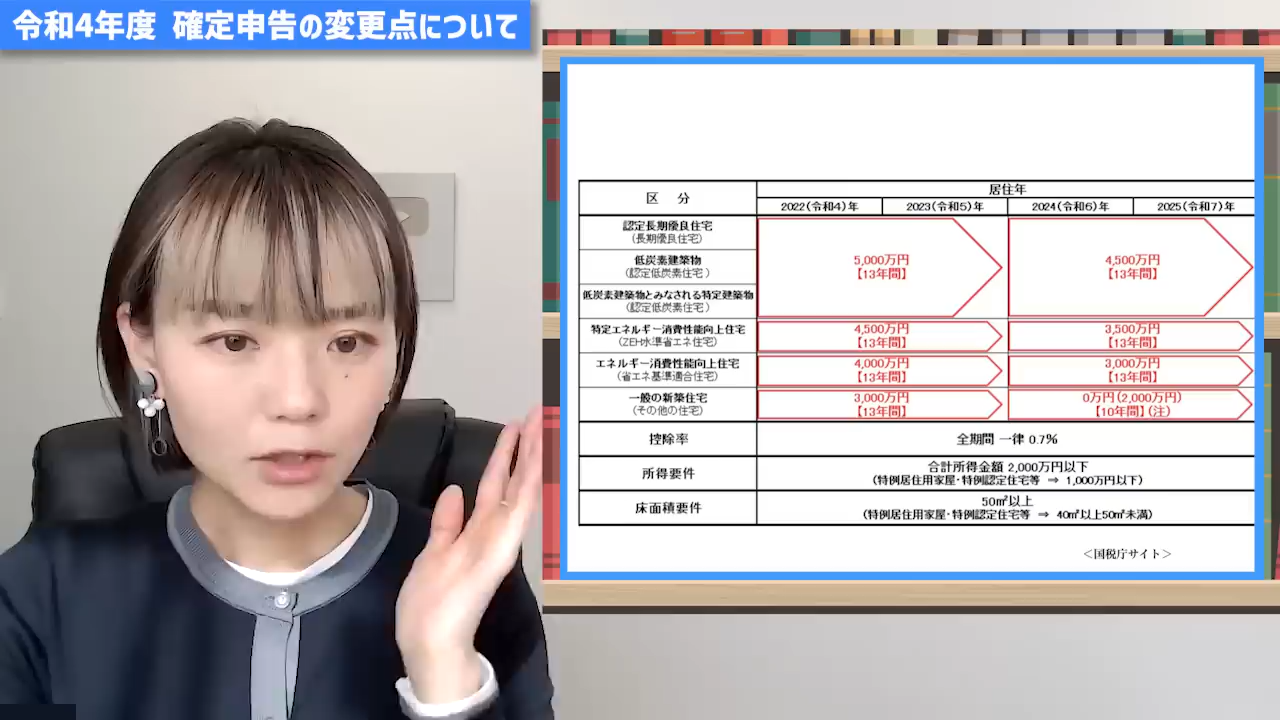 令和4年度 確定申告の変更点について
区 分
居住年
2022(令和4)年 2023(令和5)年 2024(令和6)年 2025(令和7)年
認定長期優良住宅
(長期優良住宅)
低炭素建築物
(認定低炭素住宅)
低炭素建築物とみなされる特定建築物
(認定低炭素住宅)
5,000万円
【13年間】
4,500万円
【13年間】
特定エネルギー消費性能向上住宅
(ZEH水準省エネ住宅)
4,500万円
【13年間】
3,500万円
【13年間】
エネルギー消費性能向上住宅
(省エネ基準適合住宅)
4,000万円
【13年間】
3,000万円
【13年間】
一般の新築住宅
(その他の住宅)
3,000万円
【13年間】
0万円(2,000万円)
【10年間】(注)
控除率
全期間 一律 0.7%
所得要件
合計所得金額 2,000万円以下
(特例居住用家屋・特例認定住宅等 ⇒ 1,000万円以下)
床面積要件
50㎡以上
(特例居住用家屋・特例認定住宅等 ⇒ 40㎡以上50㎡未満)
<国税庁サイト>